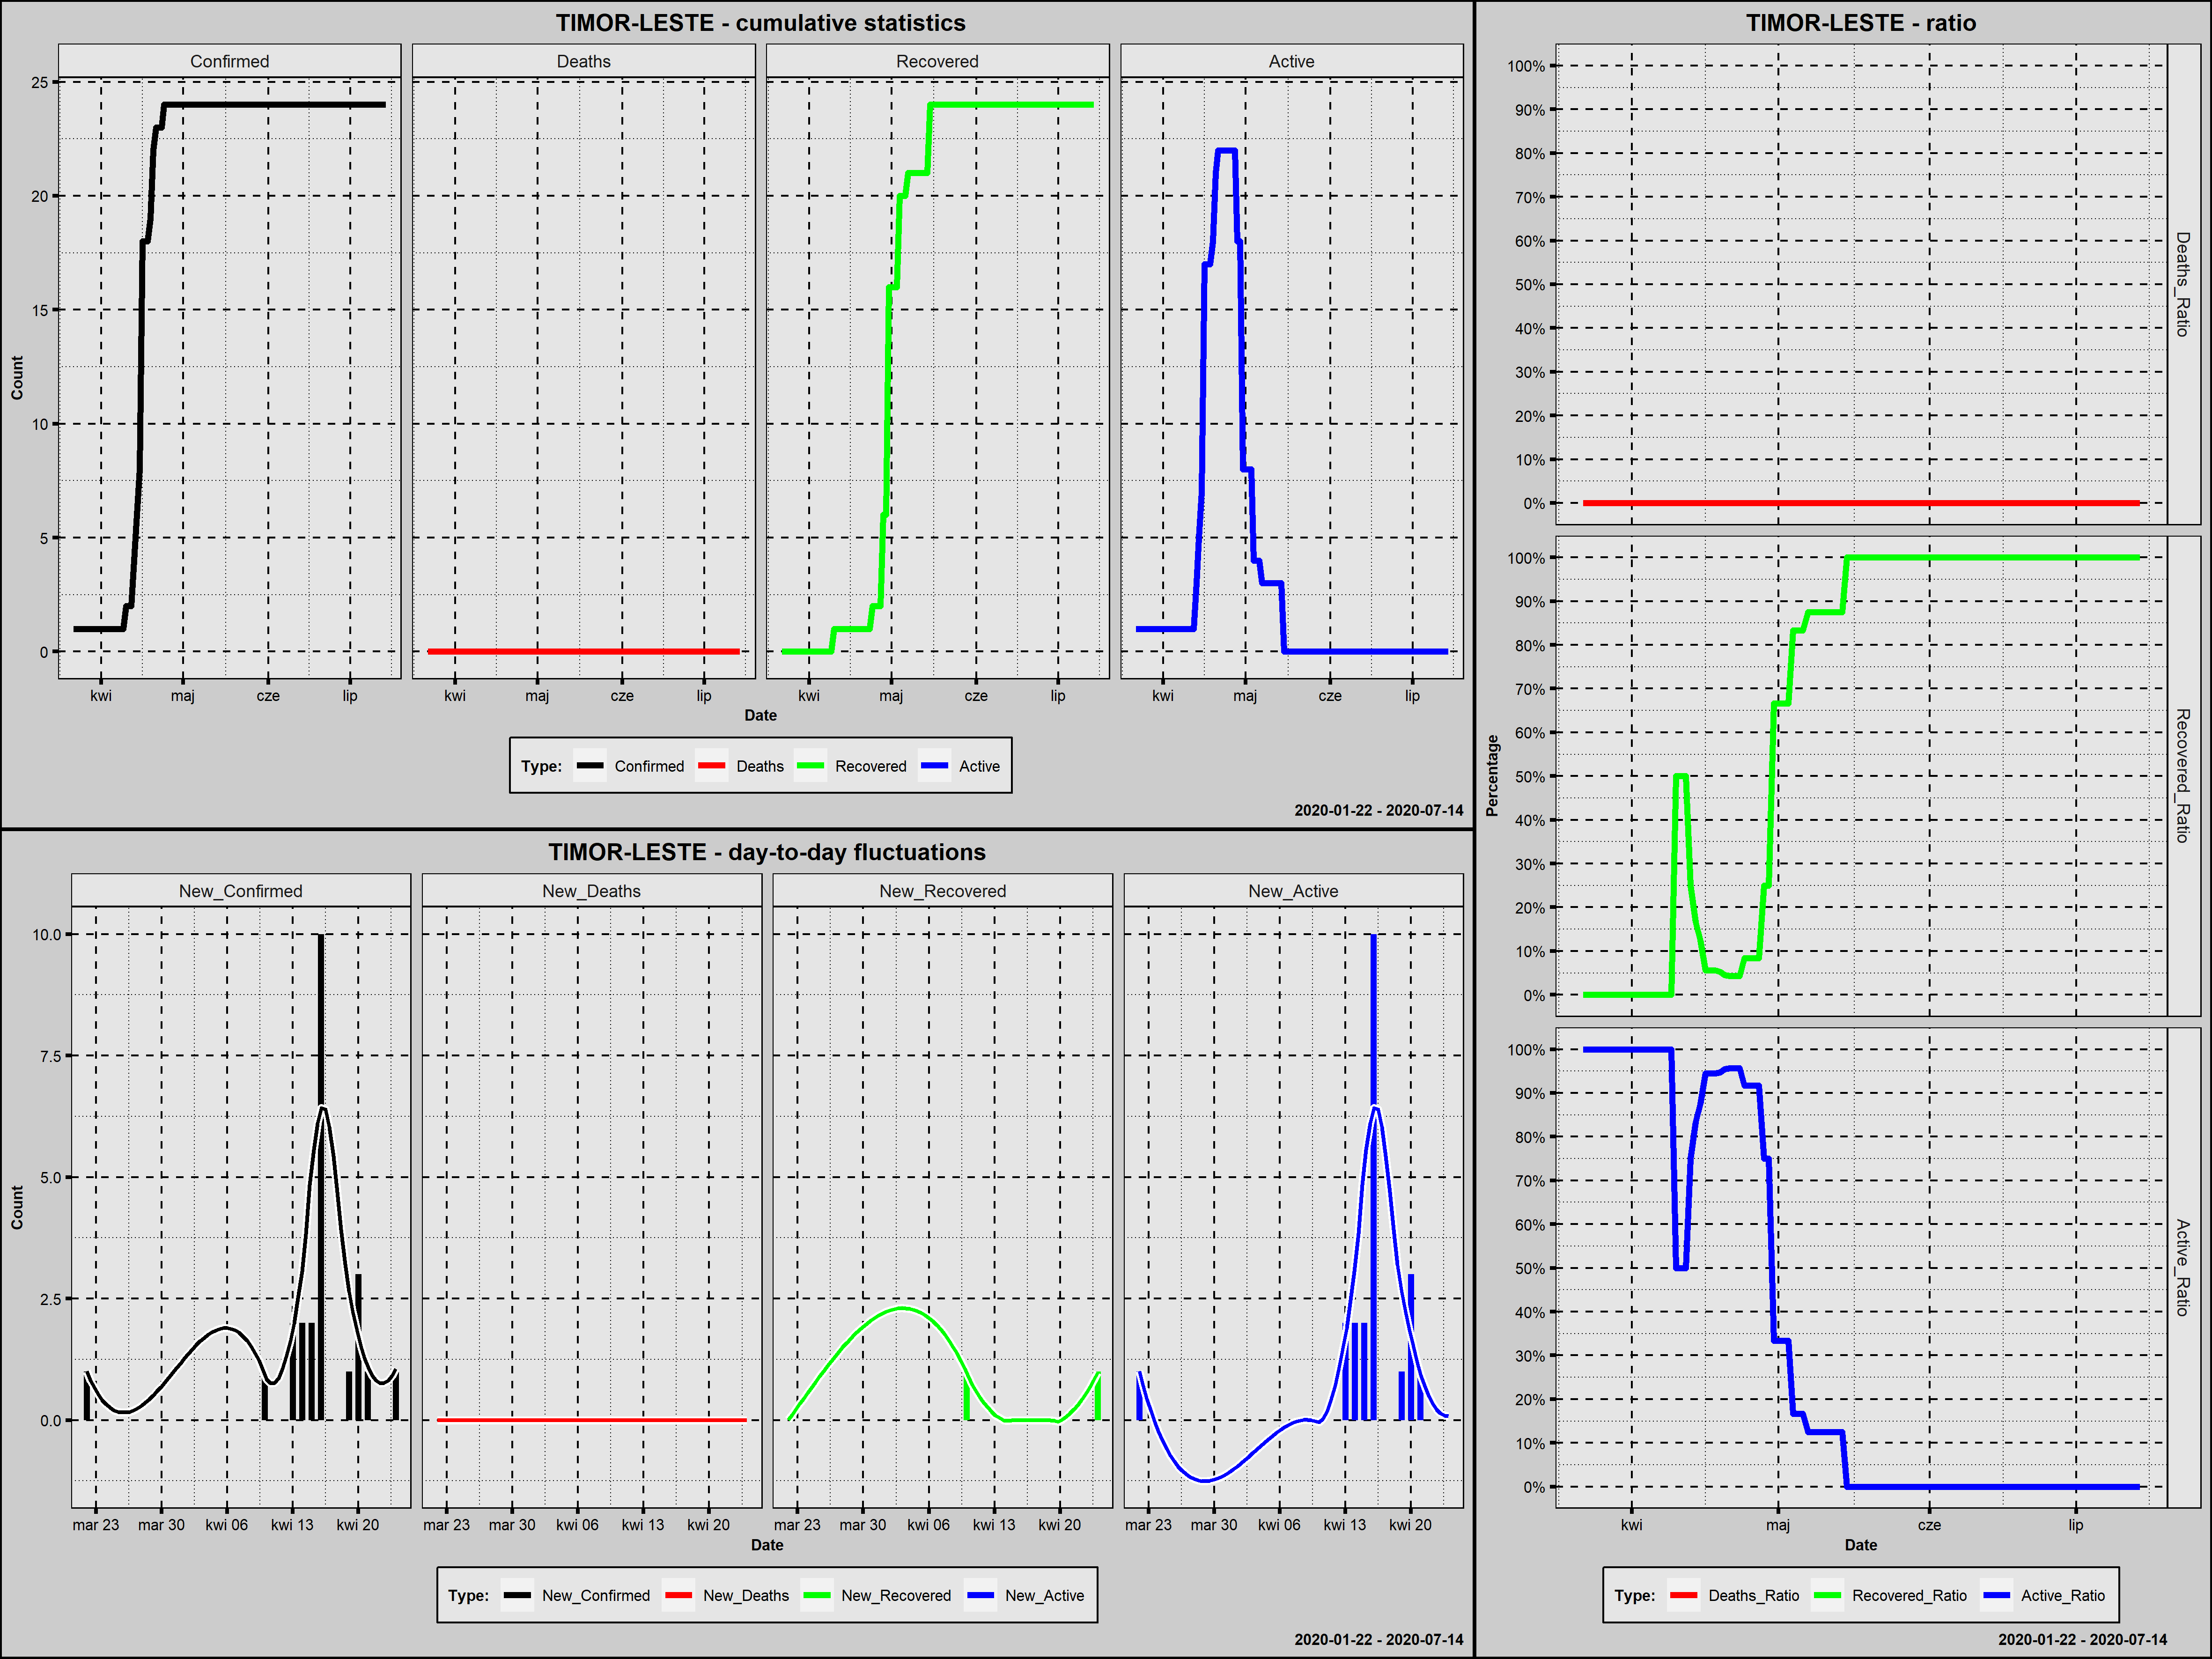 TIMOR-LESTE - cumulative statistics
Confirmed Deaths Recovered Active
25
20
15
10
5
0
Count
kwi maj cze lip kwi maj cze lip kwi maj cze lip kwi maj cze lip
Date
Type: Confirmed Deaths Recovered Active
2020-01-22 - 2020-07-14
TIMOR-LESTE - day-to-day fluctuations
New_Confirmed New_Deaths New_Recovered New_Active
10.0
7.5
5.0
2.5
0.0
Count
mar 23 mar 30 kwi 06 kwi 13 kwi 20 mar 23 mar 30 kwi 06 kwi 13 kwi 20 mar 23 mar 30 kwi 06 kwi 13 kwi 20 mar 23 mar 30 kwi 06 kwi 13 kwi 20
Date
Type: New_Confirmed New_Deaths New_Recovered New_Active
2020-01-22 - 2020-07-14
TIMOR-LESTE - ratio
100%
90%
80%
70%
60%
50%
40%
30%
20%
10%
0%
Deaths_Ratio
100%
90%
80%
70%
60%
50%
40%
30%
20%
10%
0%
Recovered_Ratio
Percentage
100%
90%
80%
70%
60%
50%
40%
30%
20%
10%
0%
Active_Ratio
kwi maj cze lip
Date
Type: Deaths_Ratio Recovered_Ratio Active_Ratio
2020-01-22 - 2020-07-14